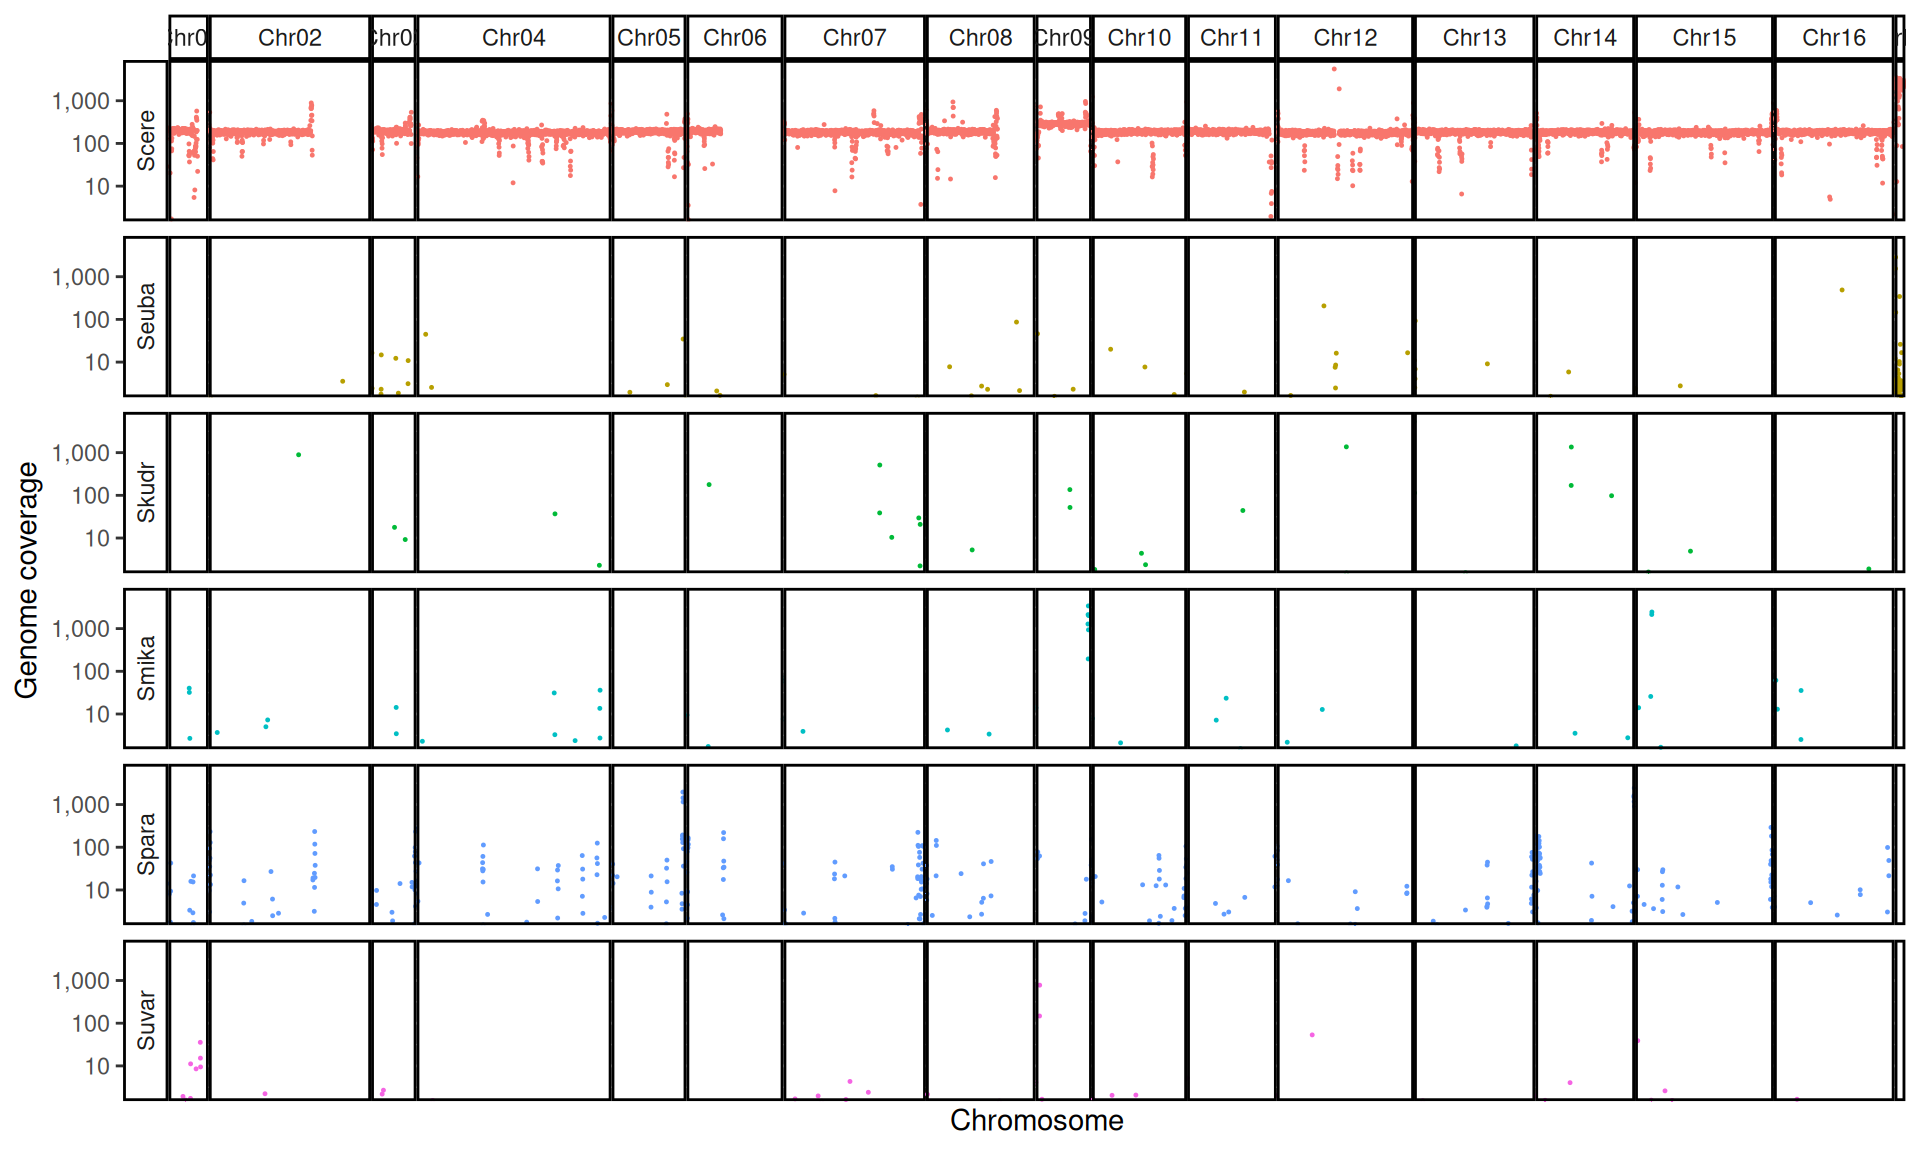 hr0 Chr02 Chr0 Chr04 Chr05 Chr06 Chr07 Chr08 Chr09 Chr10 Chr11 Chr12 Chr13 Chr14 Chr15 Chr16
Genome coverage
Scere
1,000
100
10
Seuba
1,000
100
10
Skudr
1,000
100
10
Smika
1,000
100
10
Spara
1,000
100
10
Suvar
1,000
100
10
Chromosome